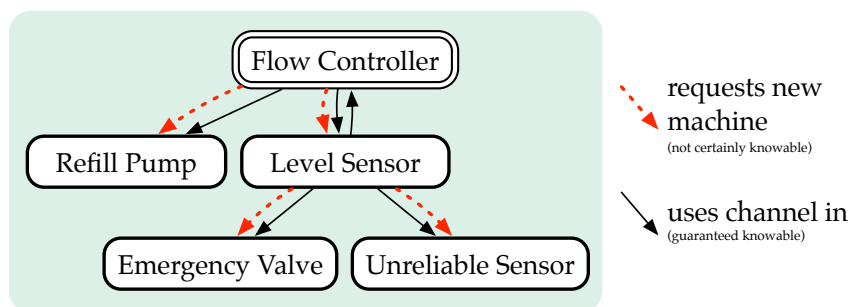 Flow Controller
Refill Pump
Level Sensor
Emergency Valve
Unreliable Sensor
requests new
machine
(not certainly knowable)
uses channel in
(guaranteed knowable)